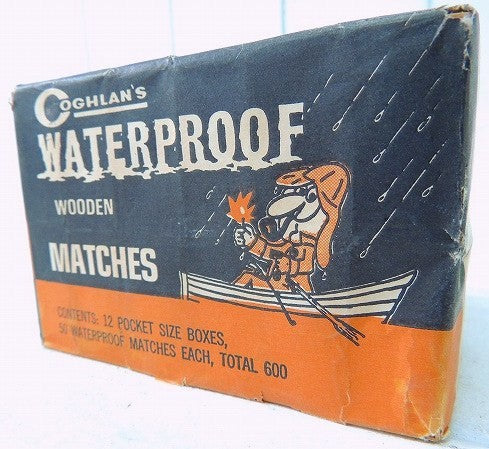 COGHLAN'S
WATERPROOF
WOODEN
MATCHES
CONTENTS: 12 POCKET SIZE BOXES,
50 WATERPROOF MATCHES EACH, TOTAL 600